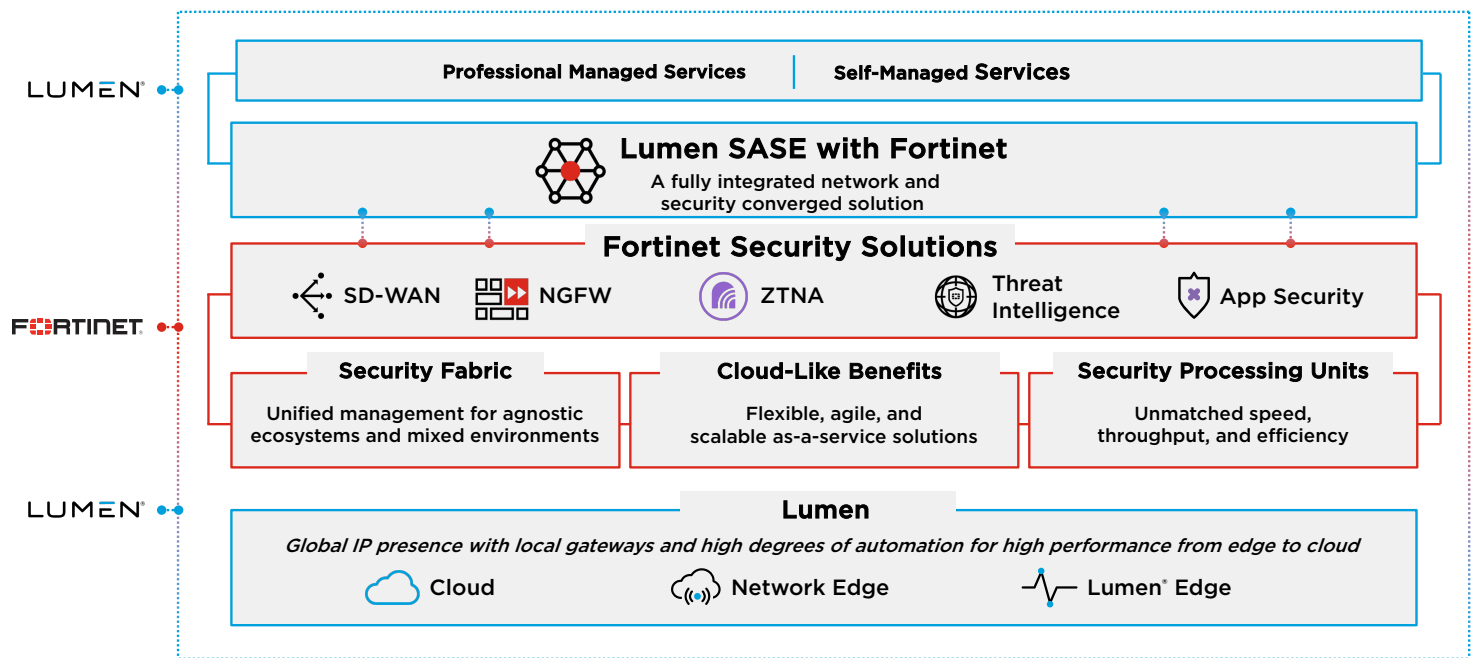 Professional Managed Services
Self-Managed Services
LUMEN®
Lumen SASE with Fortinet
A fully integrated network and
security converged solution
Fortinet Security Solutions
SD-WAN
NGFW
ZTNA
Threat
Intelligence
App Security
FORTINET®
Security Fabric
Unified management for agnostic
ecosystems and mixed environments
Cloud-Like Benefits
Flexible, agile, and
scalable as-a-service solutions
Security Processing Units
Unmatched speed,
throughput, and efficiency
LUMEN®
Lumen
Global IP presence with local gateways and high degrees of automation for high performance from edge to cloud
Cloud
Network Edge
Lumen® Edge